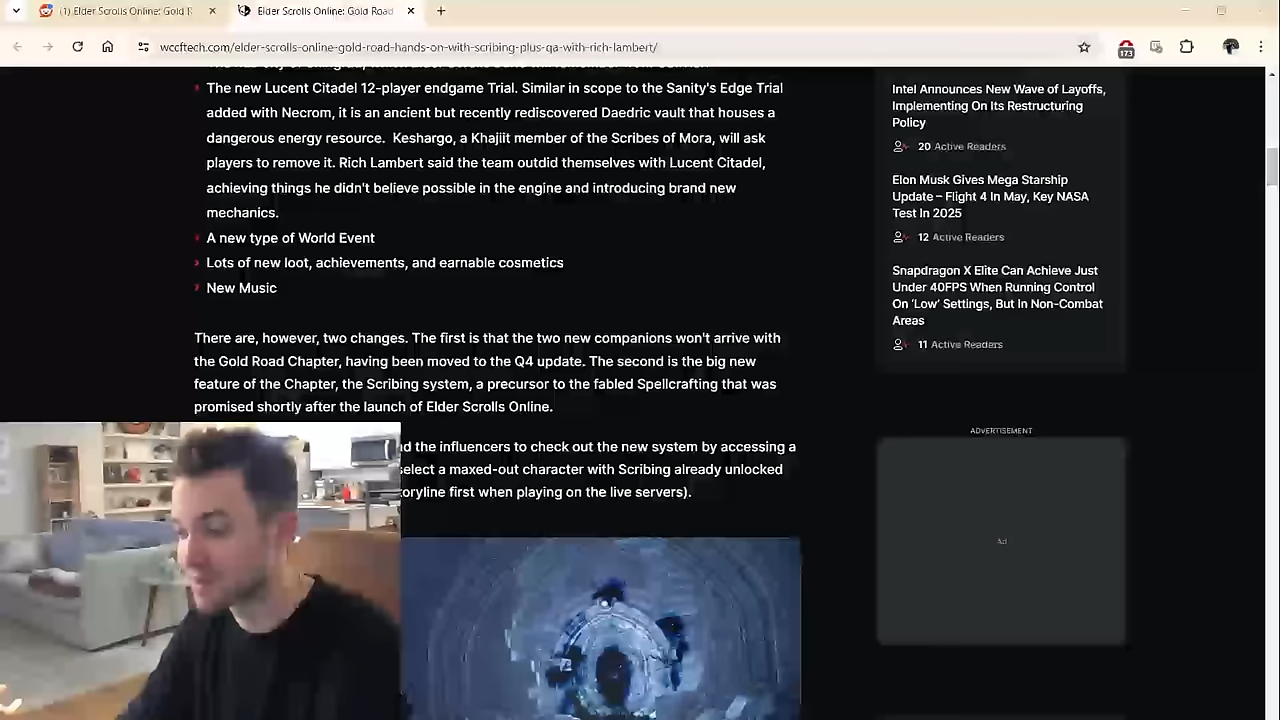 (1) Elder Scrolls Online: Gold R
Elder Scrolls Online: Gold Road
wccftech.com/elder-scrolls-online-gold-road-hands-on-with-scribing-plus-qa-with-rich-lambert/
173
The new Lucent Citadel 12-player endgame Trial. Similar in scope to the Sanity's Edge Trial
added with Necrom, it is an ancient but recently rediscovered Daedric vault that houses a
dangerous energy resource. Keshargo, a Khajiit member of the Scribes of Mora, will ask
players to remove it. Rich Lambert said the team outdid themselves with Lucent Citadel,
achieving things he didn't believe possible in the engine and introducing brand new
mechanics.
A new type of World Event
Lots of new loot, achievements, and earnable cosmetics
New Music
There are, however, two changes. The first is that the two new companions won't arrive with
the Gold Road Chapter, having been moved to the Q4 update. The second is the big new
feature of the Chapter, the Scribing system, a precursor to the fabled Spellcrafting that was
promised shortly after the launch of Elder Scrolls Online.
the influencers to check out the new system by accessing a
select a maxed-out character with Scribing already unlocked
first when playing on the live servers).
Intel Announces New Wave of Layoffs,
Implementing On Its Restructuring
Policy
20 Active Readers
Elon Musk Gives Mega Starship
Update – Flight 4 In May, Key NASA
Test In 2025
12 Active Readers
Snapdragon X Elite Can Achieve Just
Under 40FPS When Running Control
On 'Low' Settings, But In Non-Combat
Areas
11 Active Readers
ADVERTISEMENT
Ad